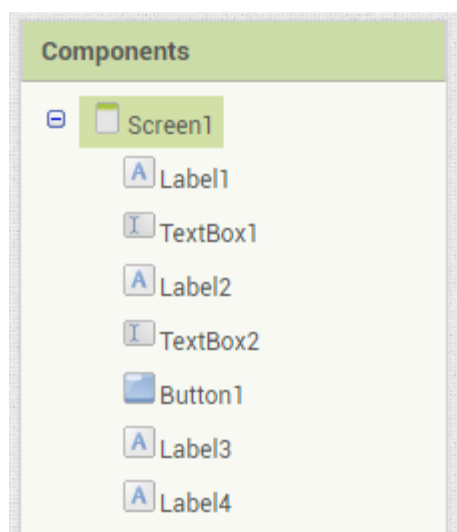 Components
Screen1
Label1
TextBox1
Label2
TextBox2
Button1
Label3
Label4